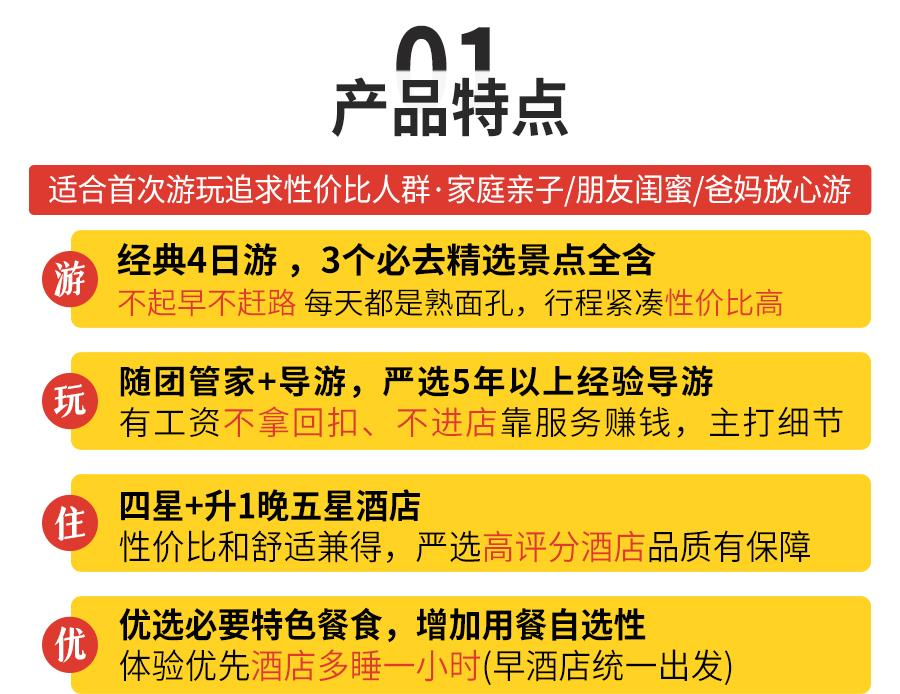 01
产品特点
适合首次游玩追求性价比人群·家庭亲子/朋友闺蜜/爸妈放心游
游
经典4日游 ，3个必去精选景点全含
不起早不赶路 每天都是熟面孔，行程紧凑性价比高
玩
随团管家+导游，严选5年以上经验导游
有工资不拿回扣、不进店靠服务赚钱，主打细节
住
四星+升1晚五星酒店
性价比和舒适兼得，严选高评分酒店品质有保障
优
优选必要特色餐食，增加用餐自选性
体验优先酒店多睡一小时(早酒店统一出发)